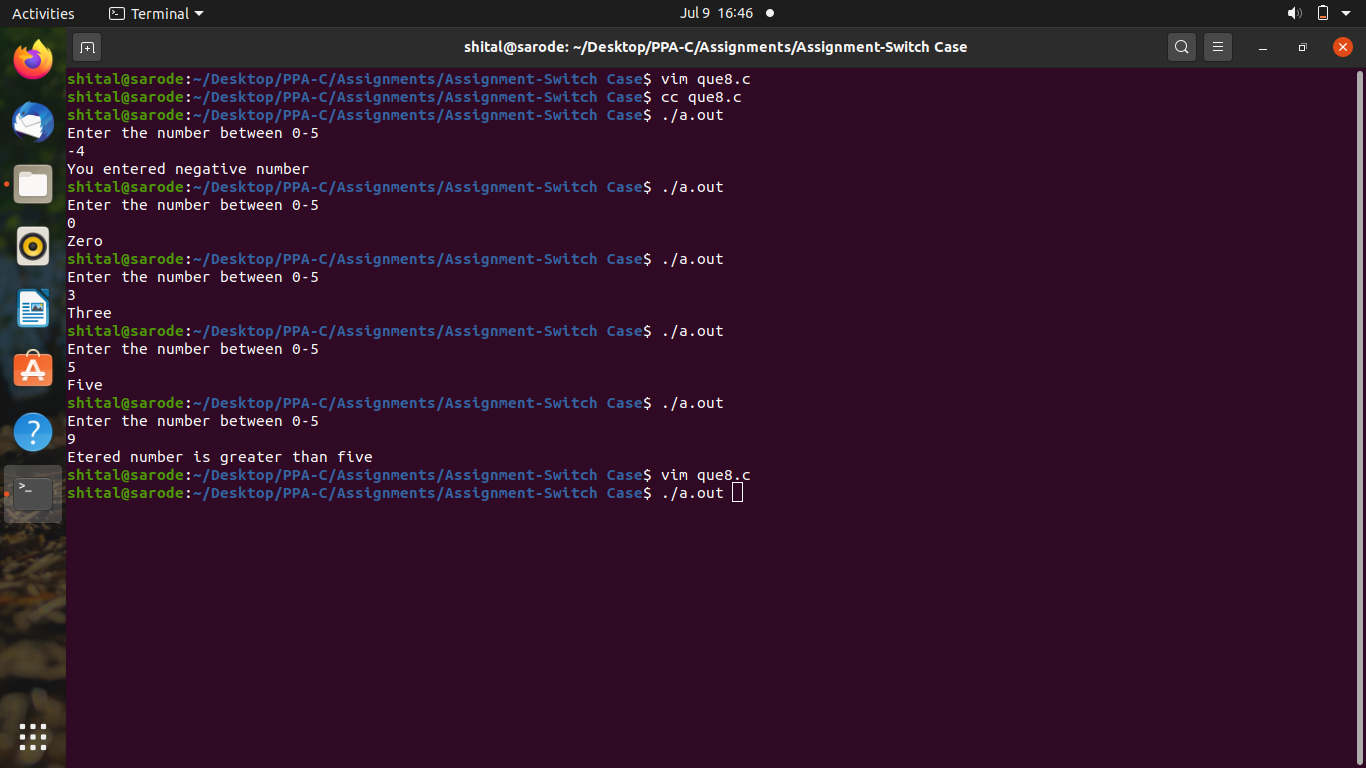 Activities
Terminal
Jul 9 16:46
shital@sarode: ~/Desktop/PPA-C/Assignments/Assignment-Switch Case
shital@sarode:~/Desktop/PPA-C/Assignments/Assignment-Switch Case$ vim que8.c
shital@sarode:~/Desktop/PPA-C/Assignments/Assignment-Switch Case$ cc que8.c
shital@sarode:~/Desktop/PPA-C/Assignments/Assignment-Switch Case$ ./a.out
Enter the number between 0-5
-4
You entered negative number
shital@sarode:~/Desktop/PPA-C/Assignments/Assignment-Switch Case$ ./a.out
Enter the number between 0-5
0
Zero
shital@sarode:~/Desktop/PPA-C/Assignments/Assignment-Switch Case$ ./a.out
Enter the number between 0-5
3
Three
shital@sarode:~/Desktop/PPA-C/Assignments/Assignment-Switch Case$ ./a.out
Enter the number between 0-5
5
Five
shital@sarode:~/Desktop/PPA-C/Assignments/Assignment-Switch Case$ ./a.out
Enter the number between 0-5
9
Etered number is greater than five
shital@sarode:~/Desktop/PPA-C/Assignments/Assignment-Switch Case$ vim que8.c
shital@sarode:~/Desktop/PPA-C/Assignments/Assignment-Switch Case$ ./a.out